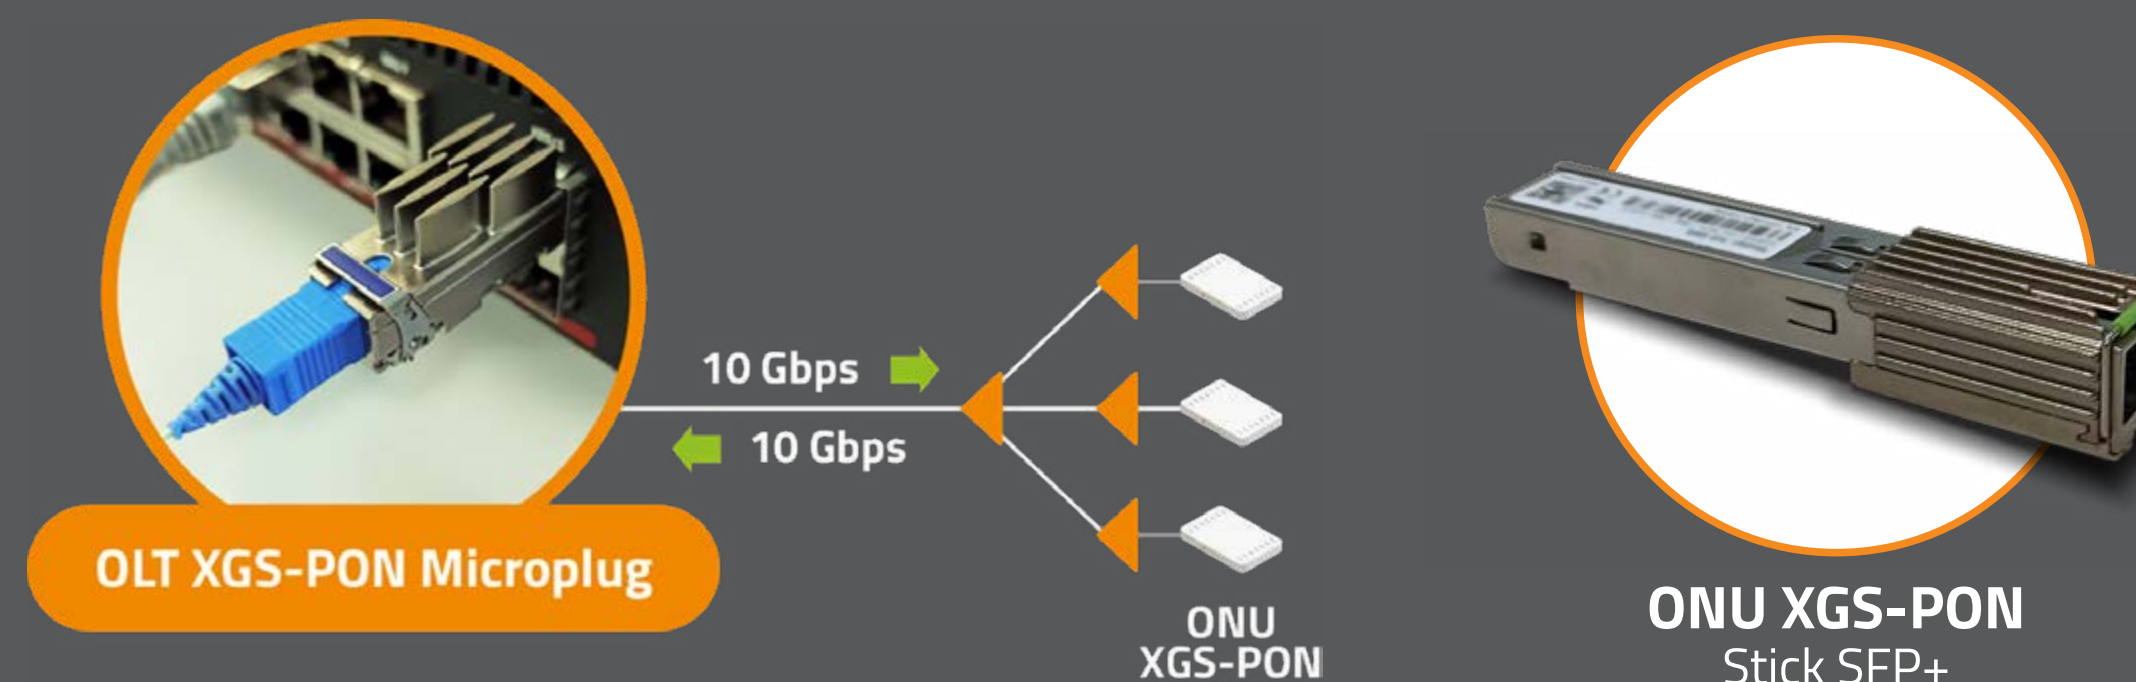 10 Gbps
10 Gbps
OLT XGS-PON Microplug
ONU
XGS-PON
ONU XGS-PON
Stick SFP+